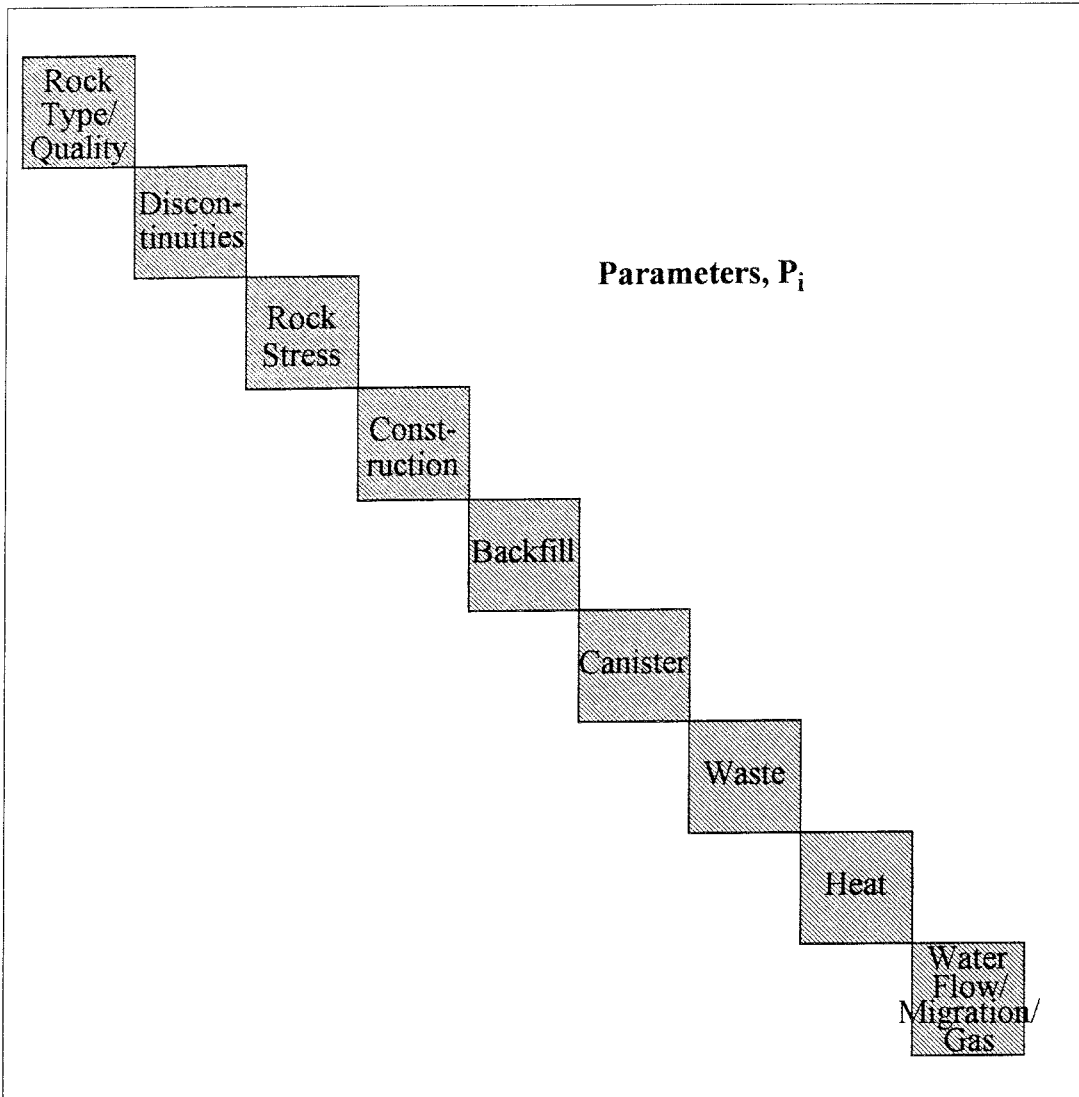 Rock
Type/
Quality
Discon-
tinuities
Parameters, Pᵢ
Rock
Stress
Const-
ruction
Backfill
Canister
Waste
Heat
Water
Flow/
Migration/
Gas